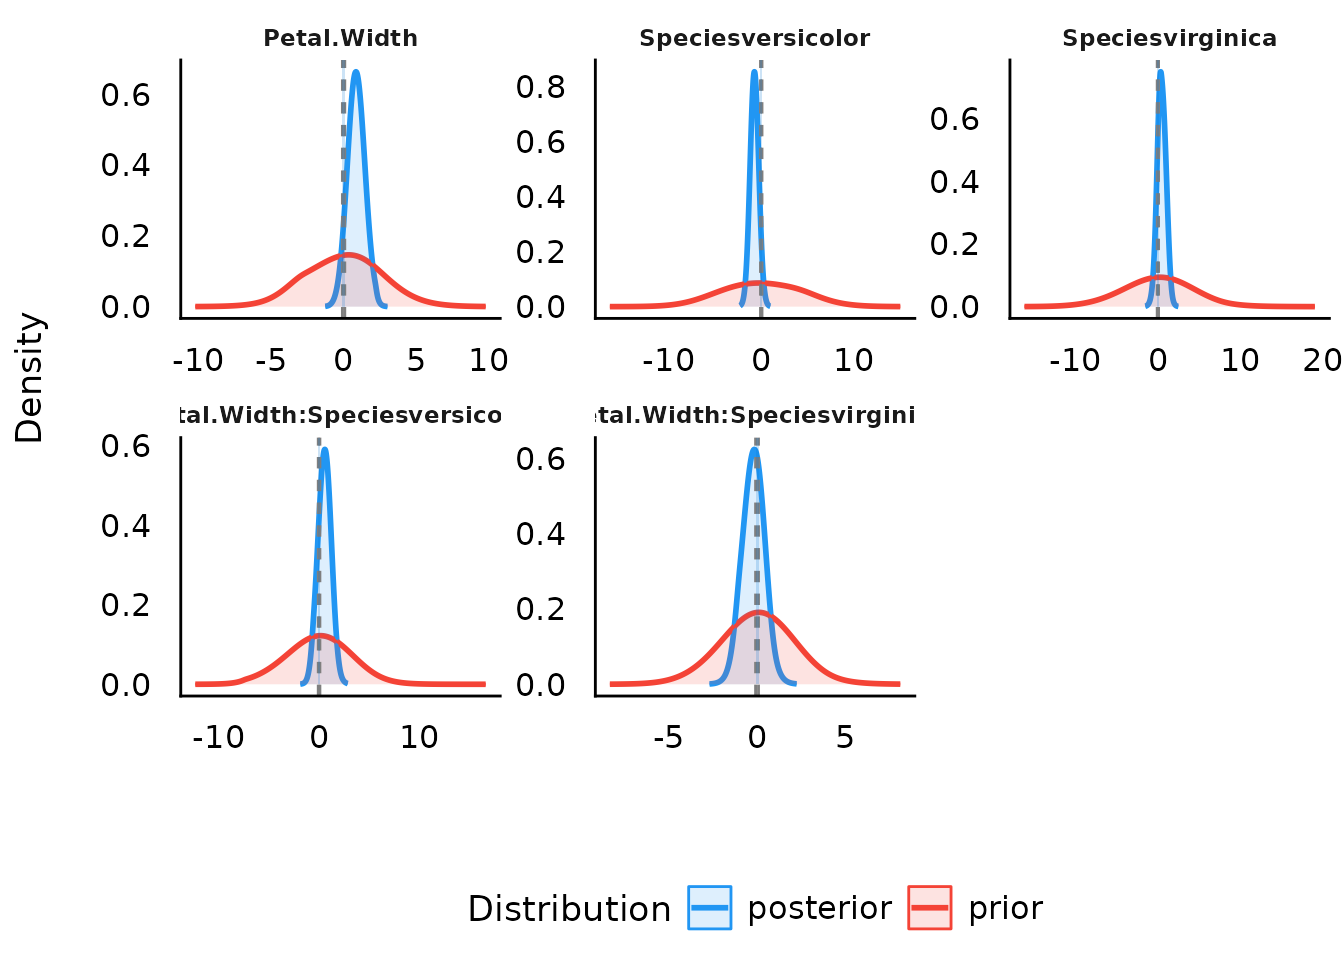 Petal.Width
Speciesversicolor
Speciesvirginica
0.6
0.4
0.2
0.0
-10 -5 0 5 10
0.8
0.6
0.4
0.2
0.0
-10 0 10
0.6
0.4
0.2
0.0
-10 0 10 20
Density
tal.Width:Speciesversico
etal.Width:Speciesvirgini
0.6
0.4
0.2
0.0
-10 0 10
0.6
0.4
0.2
0.0
-5 0 5
Distribution posterior prior